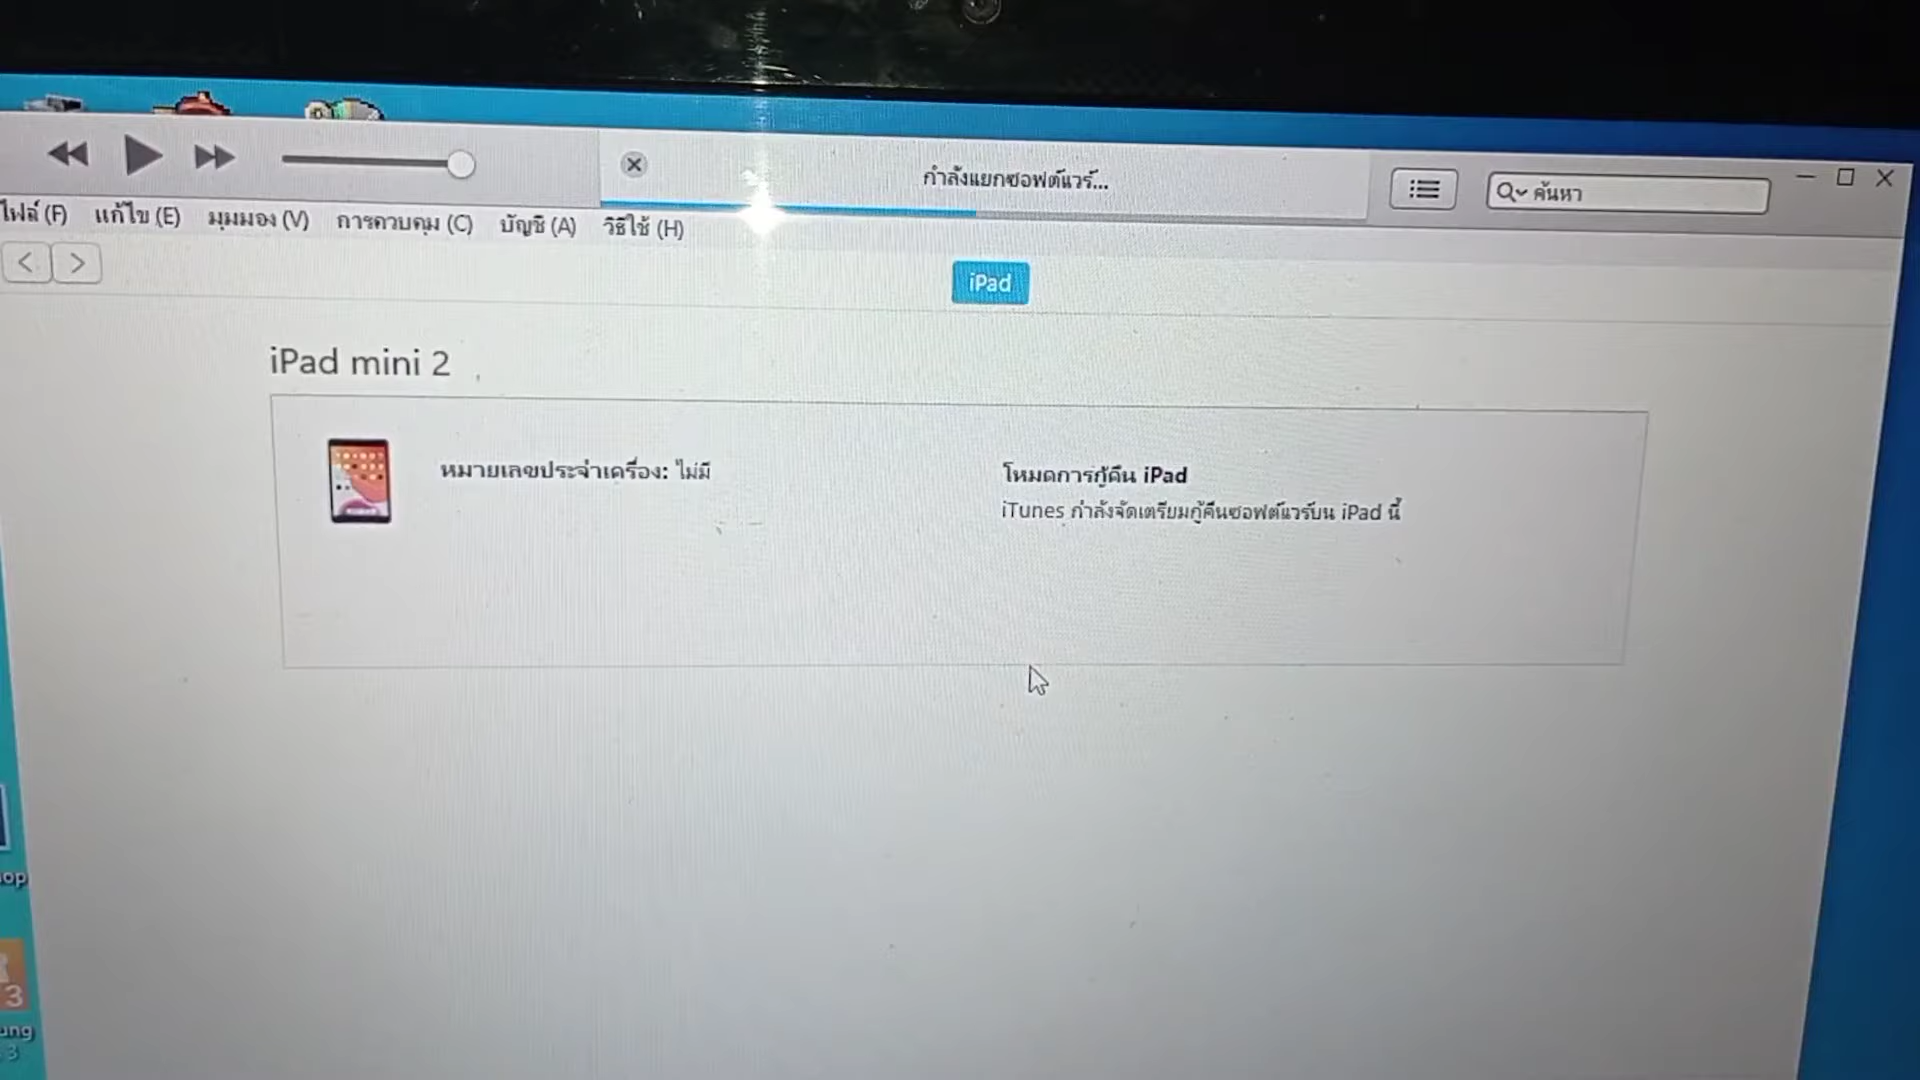 กำลังแยกซอฟต์แวร์...
ค้นหา
ไฟล์ (F) แก้ไข (E) มุมมอง (V) การควบคุม (C) บัญชี (A) วิธีใช้ (H)
iPad
iPad mini 2
หมายเลขประจำเครื่อง: ไม่มี
โหมดการกู้คืน iPad
iTunes กำลังจัดเตรียมกู้คืนซอฟต์แวร์บน iPad นี้
3
3